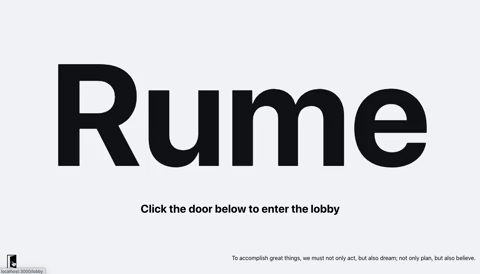 Rume
Click the door below to enter the lobby
To accomplish great things, we must not only act, but also dream; not only plan, but also believe.
localhost:3000/lobby